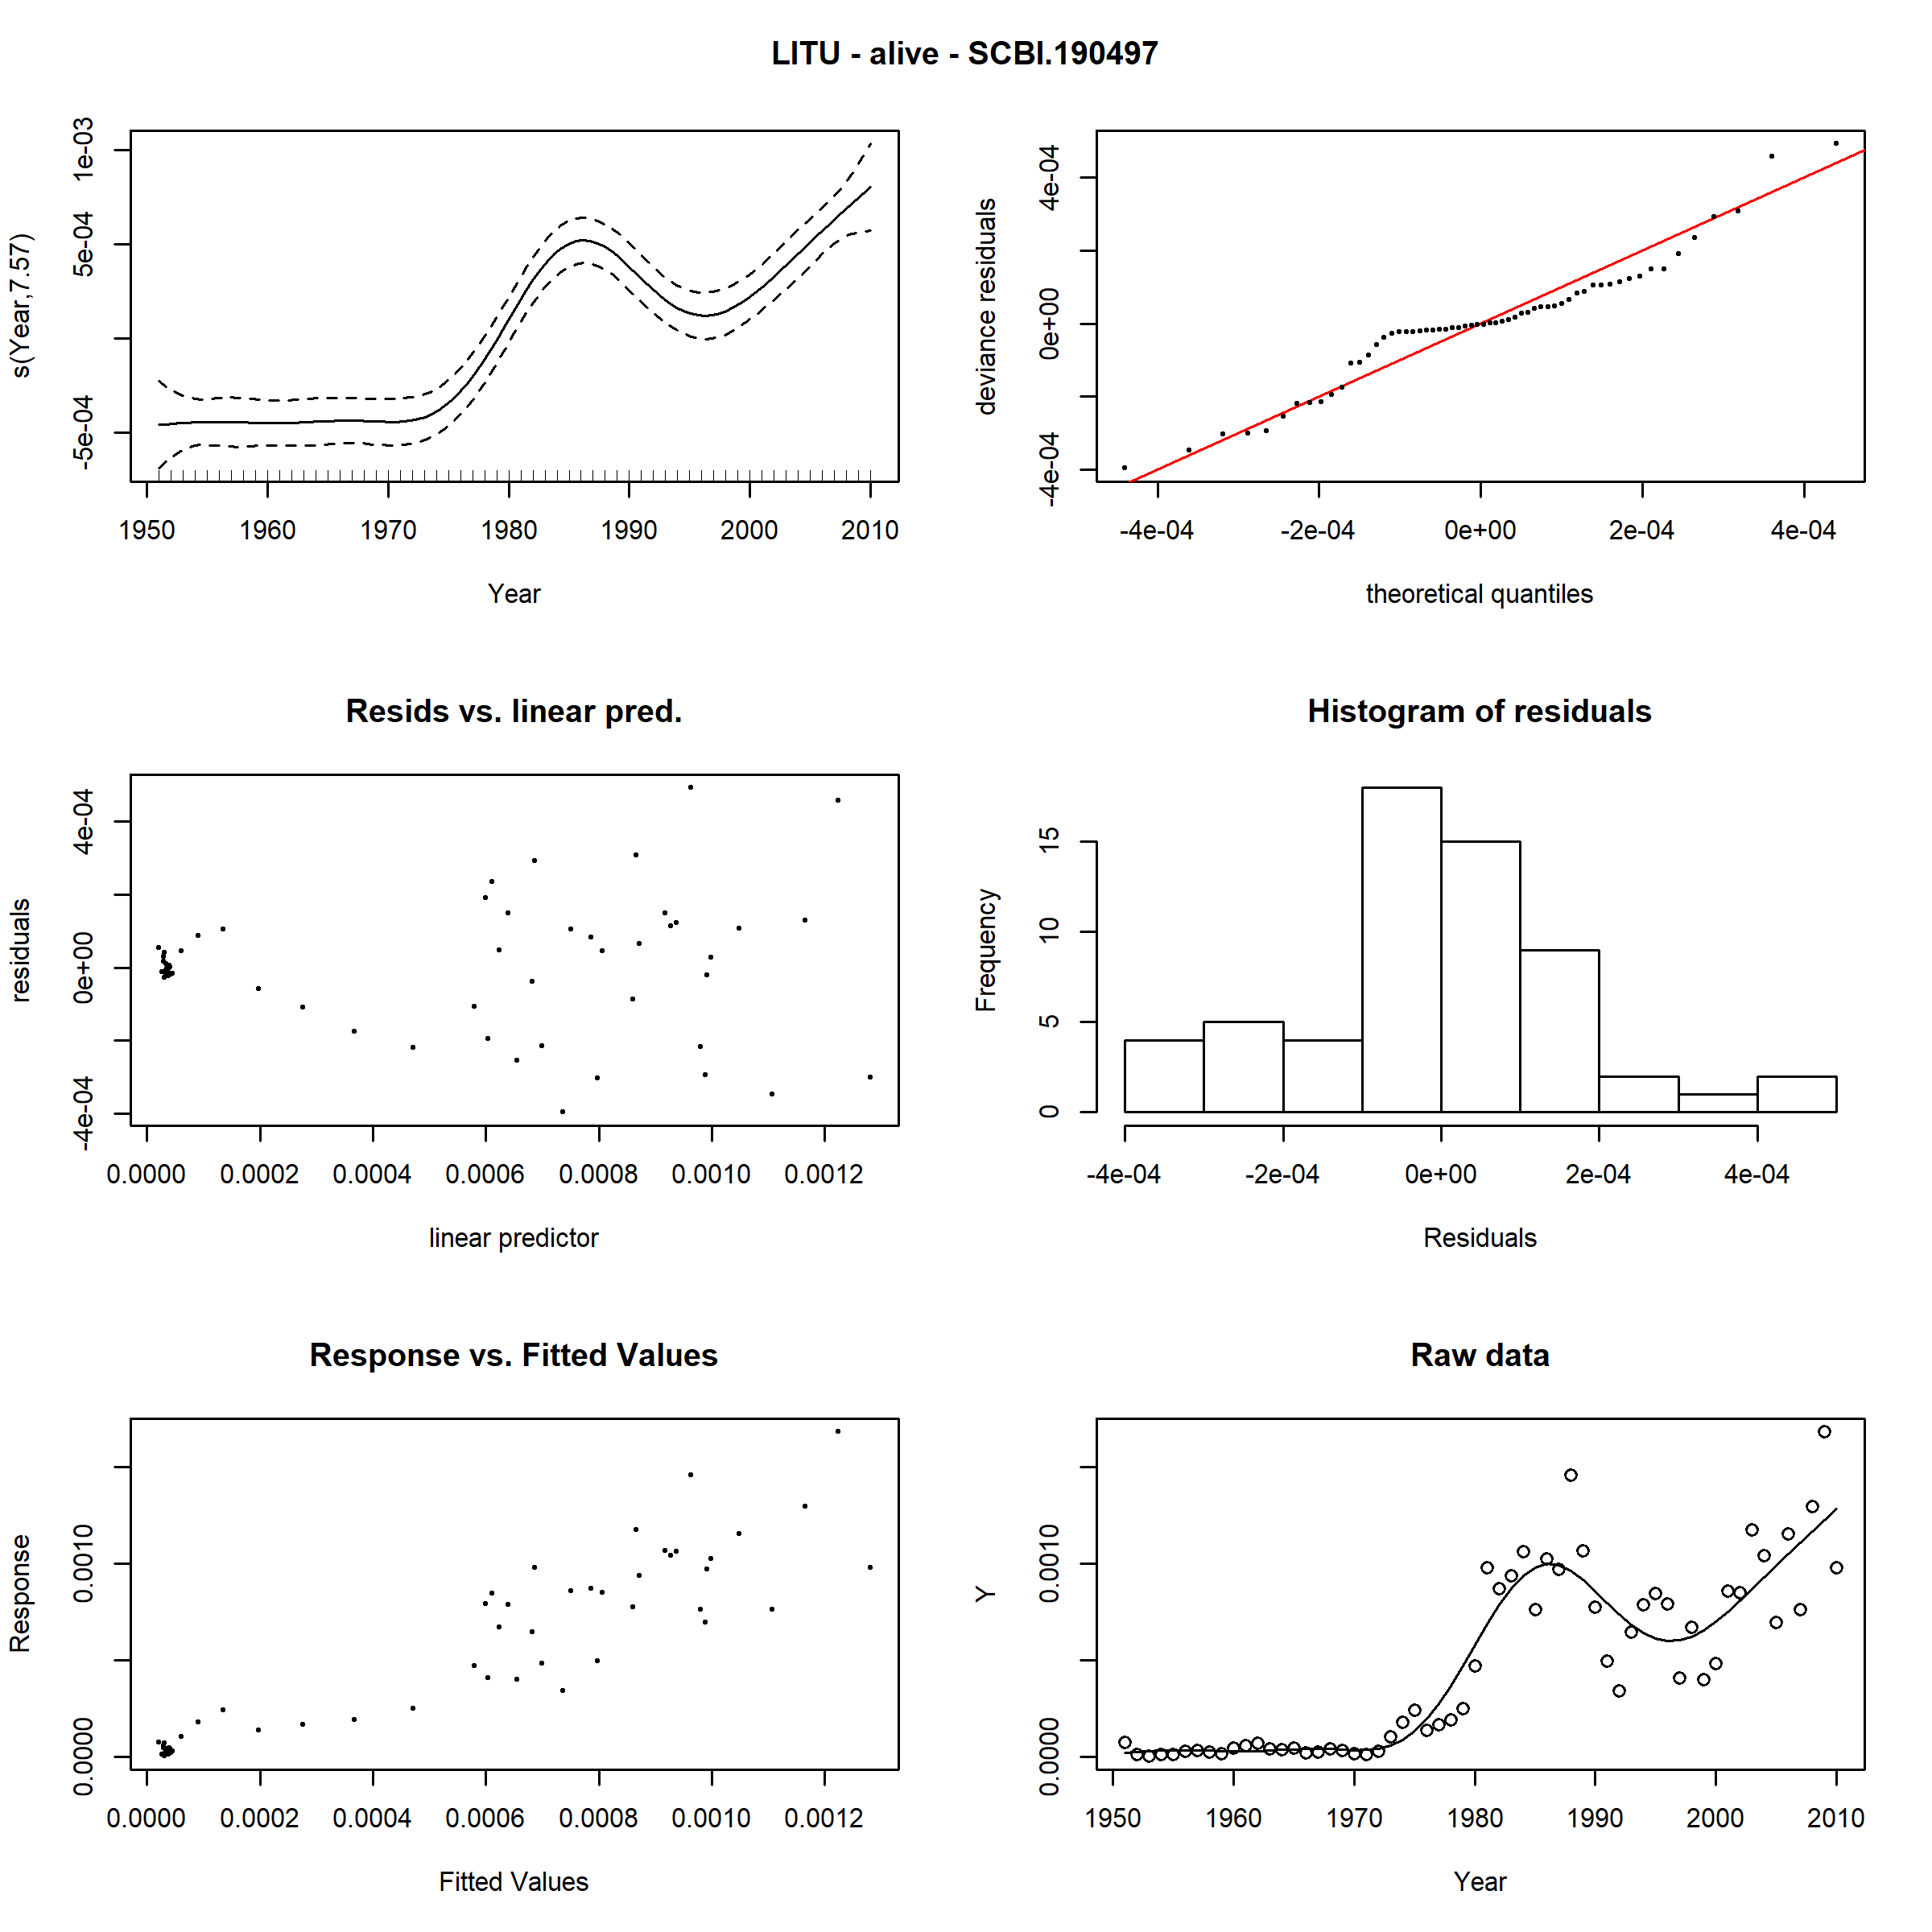 LITU - alive - SCBI.190497
1e-03
5e-04
-5e-04
s(Year,7.57)
1950 1960 1970 1980 1990 2000 2010
Year
4e-04
0e+00
-4e-04
deviance residuals
-4e-04 -2e-04 0e+00 2e-04 4e-04
theoretical quantiles
Resids vs. linear pred.
4e-04
0e+00
-4e-04
residuals
0.0000 0.0002 0.0004 0.0006 0.0008 0.0010 0.0012
linear predictor
Histogram of residuals
15
10
5
0
Frequency
-4e-04 -2e-04 0e+00 2e-04 4e-04
Residuals
Response vs. Fitted Values
0.0010
0.0000
Response
0.0000 0.0002 0.0004 0.0006 0.0008 0.0010 0.0012
Fitted Values
Raw data
0.0010
0.0000
Y
1950 1960 1970 1980 1990 2000 2010
Year